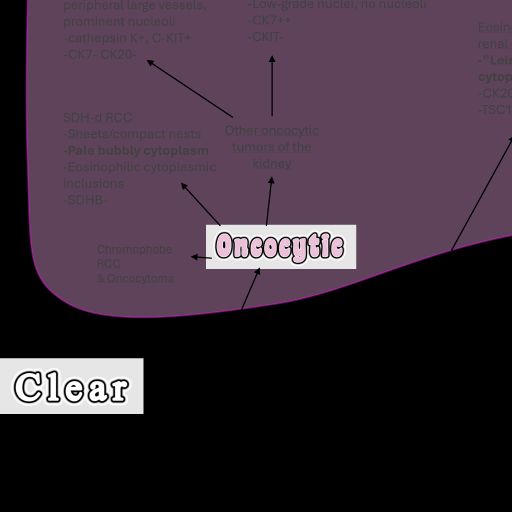 peripheral large vessels,
prominent nucleoli
-cathepsin K+, C-KIT+
-CK7- CK20-
-Low-grade nuclei, no nucleoli
-CK7++
-CKIT-
Eosin
renal
-"Lei
cytop
-CK20
-TSC1
SDH-d RCC
-Sheets/compact nests
-Pale bubbly cytoplasm
-Eosinophilic cytoplasmic
inclusions
-SDHB-
Other oncocytic
tumors of the
kidney
Chromophobe
RCC
& Oncocytoma
Oncocytic
Clear